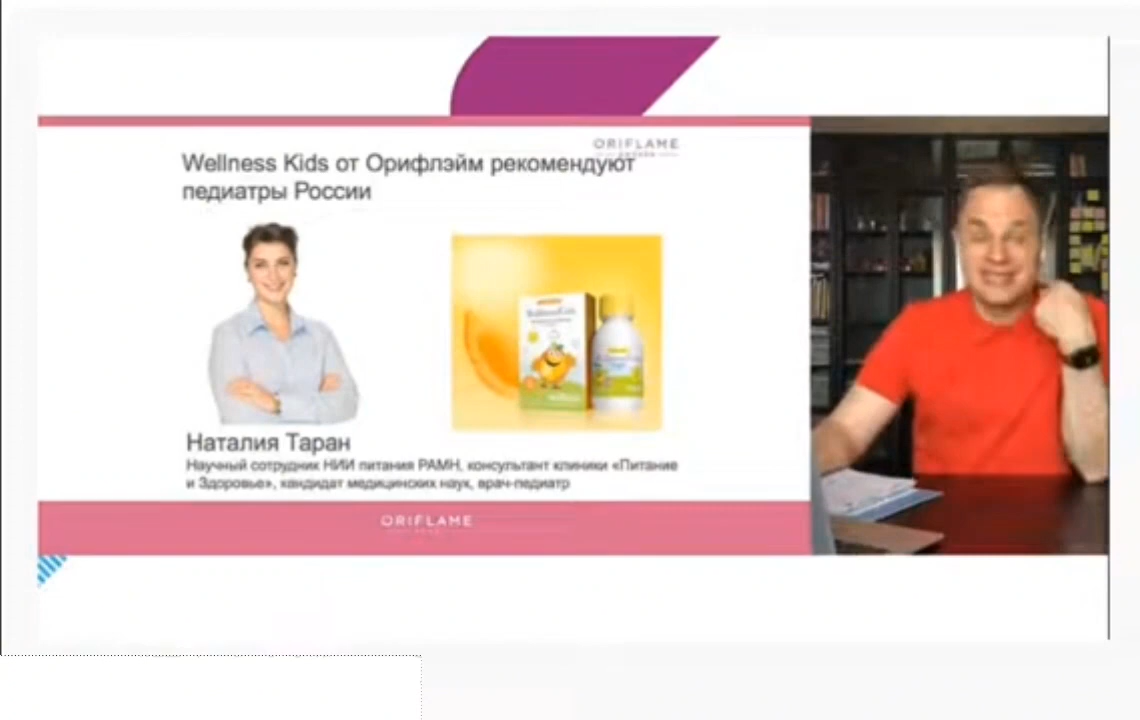 ORIFLAME
Wellness Kids от Орифлэйм рекомендуют
педиатры России
Наталия Таран
Научный сотрудник НИИ питания РАМН, консультант клиники «Питание
и Здоровье», кандидат медицинских наук, врач-педиатр
ORIFLAME